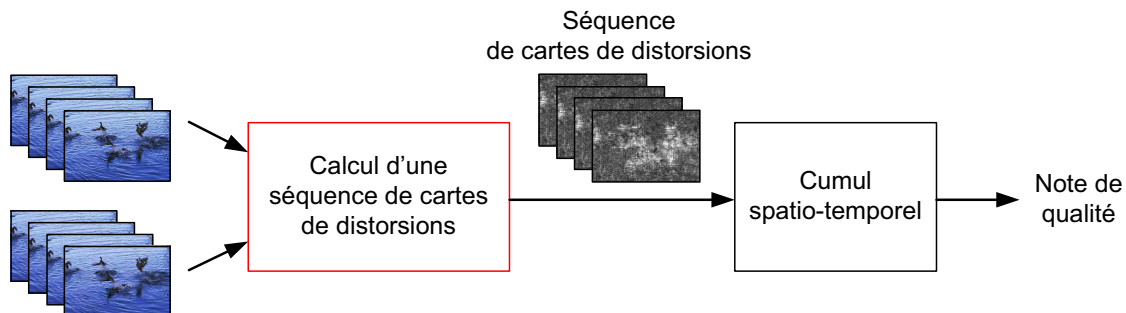 Séquence
de cartes de distorsions
Calcul d’une
séquence de cartes
de distorsions
Cumul
spatio-temporel
Note de
qualité